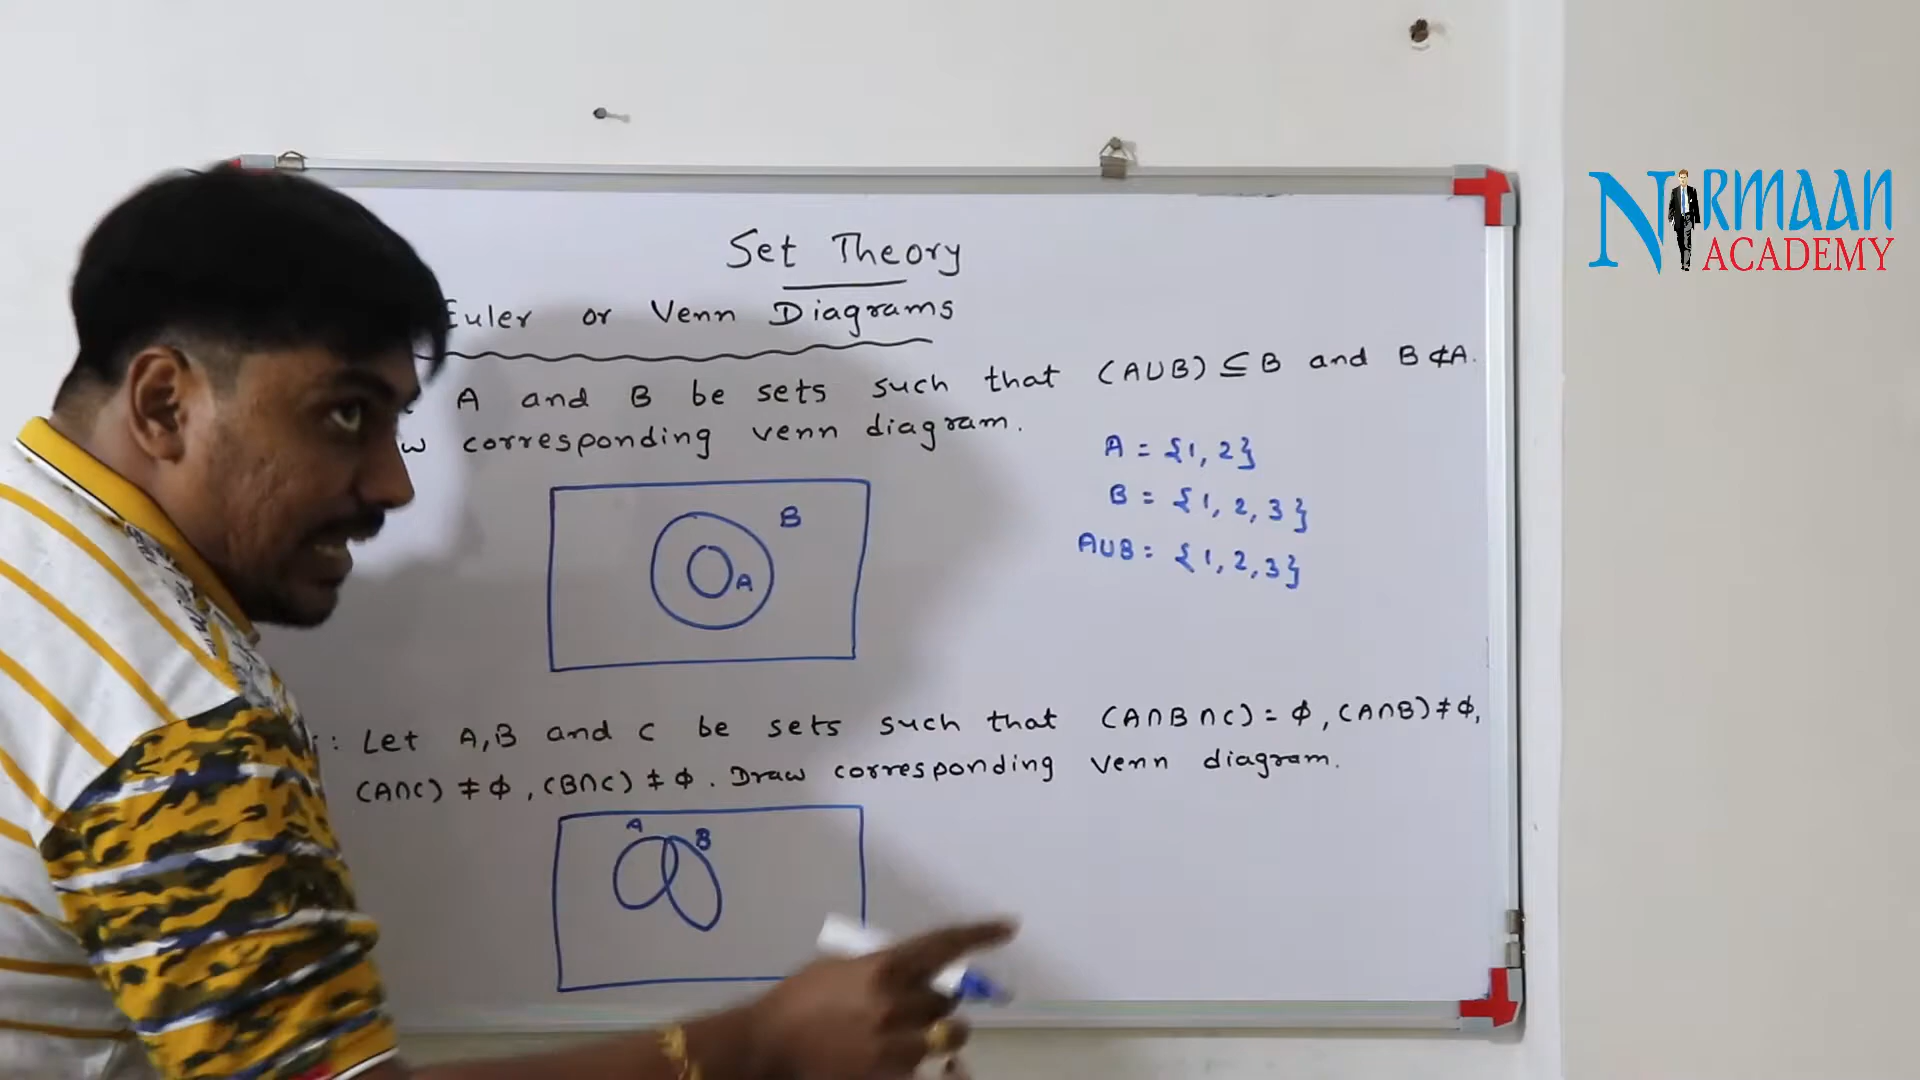 Set Theory
Euler or Venn Diagrams
A and B be sets such that (A∪B) ⊆ B and B ⊄ A.
corresponding venn diagram.
A = {1, 2}
B = {1, 2, 3}
A∪B = {1, 2, 3}
B
A
: Let A, B and C be sets such that (A∩B∩C) = ϕ, (A∩B) ≠ ϕ,
(A∩C) ≠ ϕ, (B∩C) ≠ ϕ. Draw corresponding venn diagram.
A
B
NIRMAAN
ACADEMY